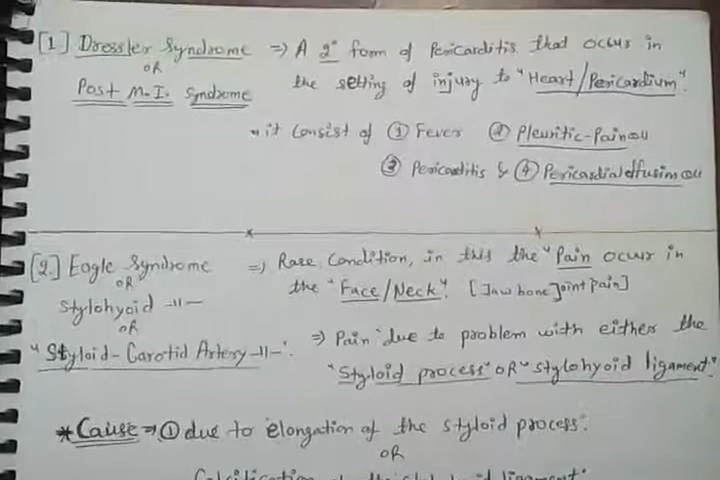 [1] Dressler Syndrome => A 2° form of Pericarditis that occurs in
OR
Post M.I. Syndrome
the setting of injury to "Heart/Pericardium".
it consist of ① Fever ② Pleuritic-Pain
③ Pericarditis & ④ Pericardial effusion
[2.] Eagle Syndrome => Rare Condition, in this the "Pain occur in
OR
the "Face/Neck". [Jaw bone Joint pain]
Stylohyoid -11-
OR
"Styloid-Carotid Artery-11-".
=> Pain due to problem with either the
"Styloid process" OR "stylohyoid ligament".
*Cause => ① due to elongation of the styloid process.
OR
Calcification ligament.